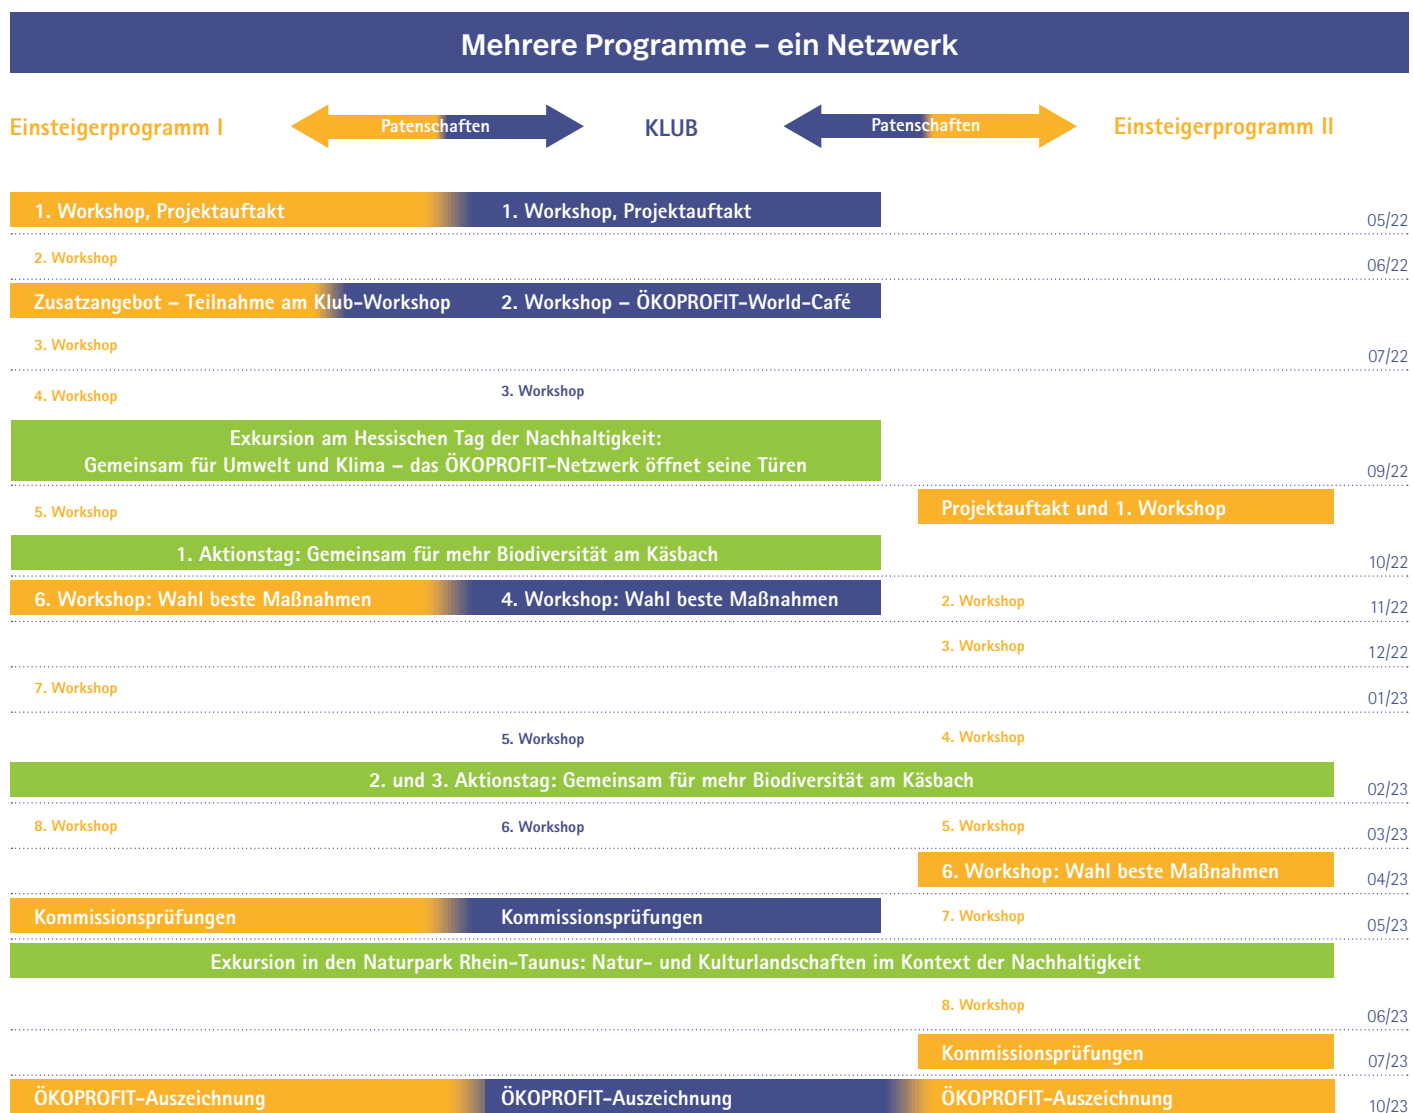 Mehrere Programme – ein Netzwerk
Einsteigerprogramm I
Patenschaften
KLUB
Patenschaften
Einsteigerprogramm II
1. Workshop, Projektauftakt
1. Workshop, Projektauftakt
05/22
2. Workshop
06/22
Zusatzangebot – Teilnahme am Klub-Workshop
2. Workshop – ÖKOPROFIT-World-Café
3. Workshop
07/22
4. Workshop
3. Workshop
Exkursion am Hessischen Tag der Nachhaltigkeit:
Gemeinsam für Umwelt und Klima – das ÖKOPROFIT-Netzwerk öffnet seine Türen
09/22
5. Workshop
Projektauftakt und 1. Workshop
1. Aktionstag: Gemeinsam für mehr Biodiversität am Käsbach
10/22
6. Workshop: Wahl beste Maßnahmen
4. Workshop: Wahl beste Maßnahmen
2. Workshop
11/22
3. Workshop
12/22
7. Workshop
01/23
5. Workshop
4. Workshop
2. und 3. Aktionstag: Gemeinsam für mehr Biodiversität am Käsbach
02/23
8. Workshop
6. Workshop
5. Workshop
03/23
6. Workshop: Wahl beste Maßnahmen
04/23
Kommissionsprüfungen
Kommissionsprüfungen
7. Workshop
05/23
Exkursion in den Naturpark Rhein-Taunus: Natur- und Kulturlandschaften im Kontext der Nachhaltigkeit
8. Workshop
06/23
Kommissionsprüfungen
07/23
ÖKOPROFIT-Auszeichnung
ÖKOPROFIT-Auszeichnung
ÖKOPROFIT-Auszeichnung
10/23